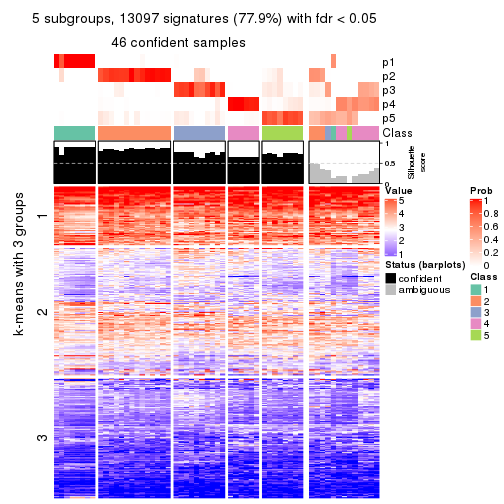 5 subgroups, 13097 signatures (77.9%) with fdr < 0.05
46 confident samples
p1
p2
p3
p4
p5
Class
1
0.5
0
Silhouette
score
k-means with 3 groups
1
2
3
Value
5
4
3
2
1
Status (barplots)
confident
ambiguous
Prob
1
0.8
0.6
0.4
0.2
0
Class
1
2
3
4
5